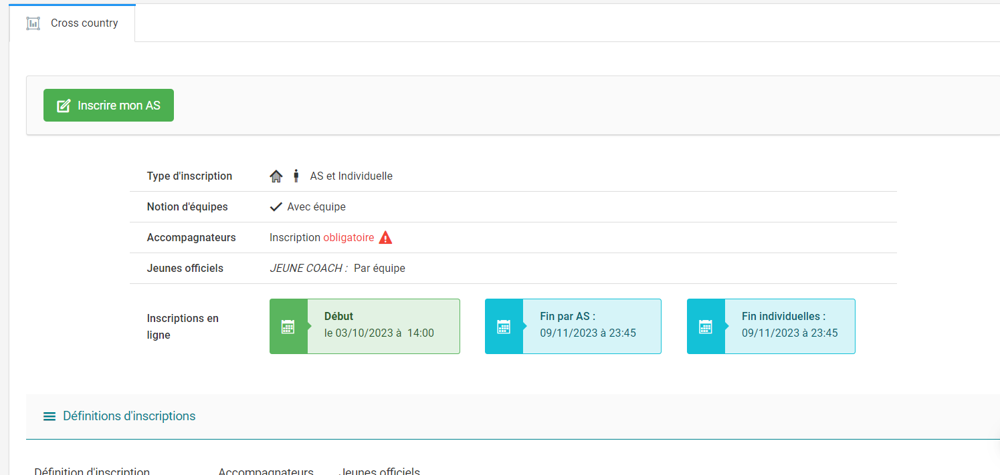 Cross country
Inscrire mon AS
Type d'inscription AS et Individuelle
Notion d'équipes Avec équipe
Accompagnateurs Inscription obligatoire
Jeunes officiels JEUNE COACH : Par équipe
Inscriptions en
ligne
Début
le 03/10/2023 à 14:00
Fin par AS :
09/11/2023 à 23:45
Fin individuelles :
09/11/2023 à 23:45
Définitions d'inscriptions
Définition d'inscription Accompagnateurs Jeunes officiels